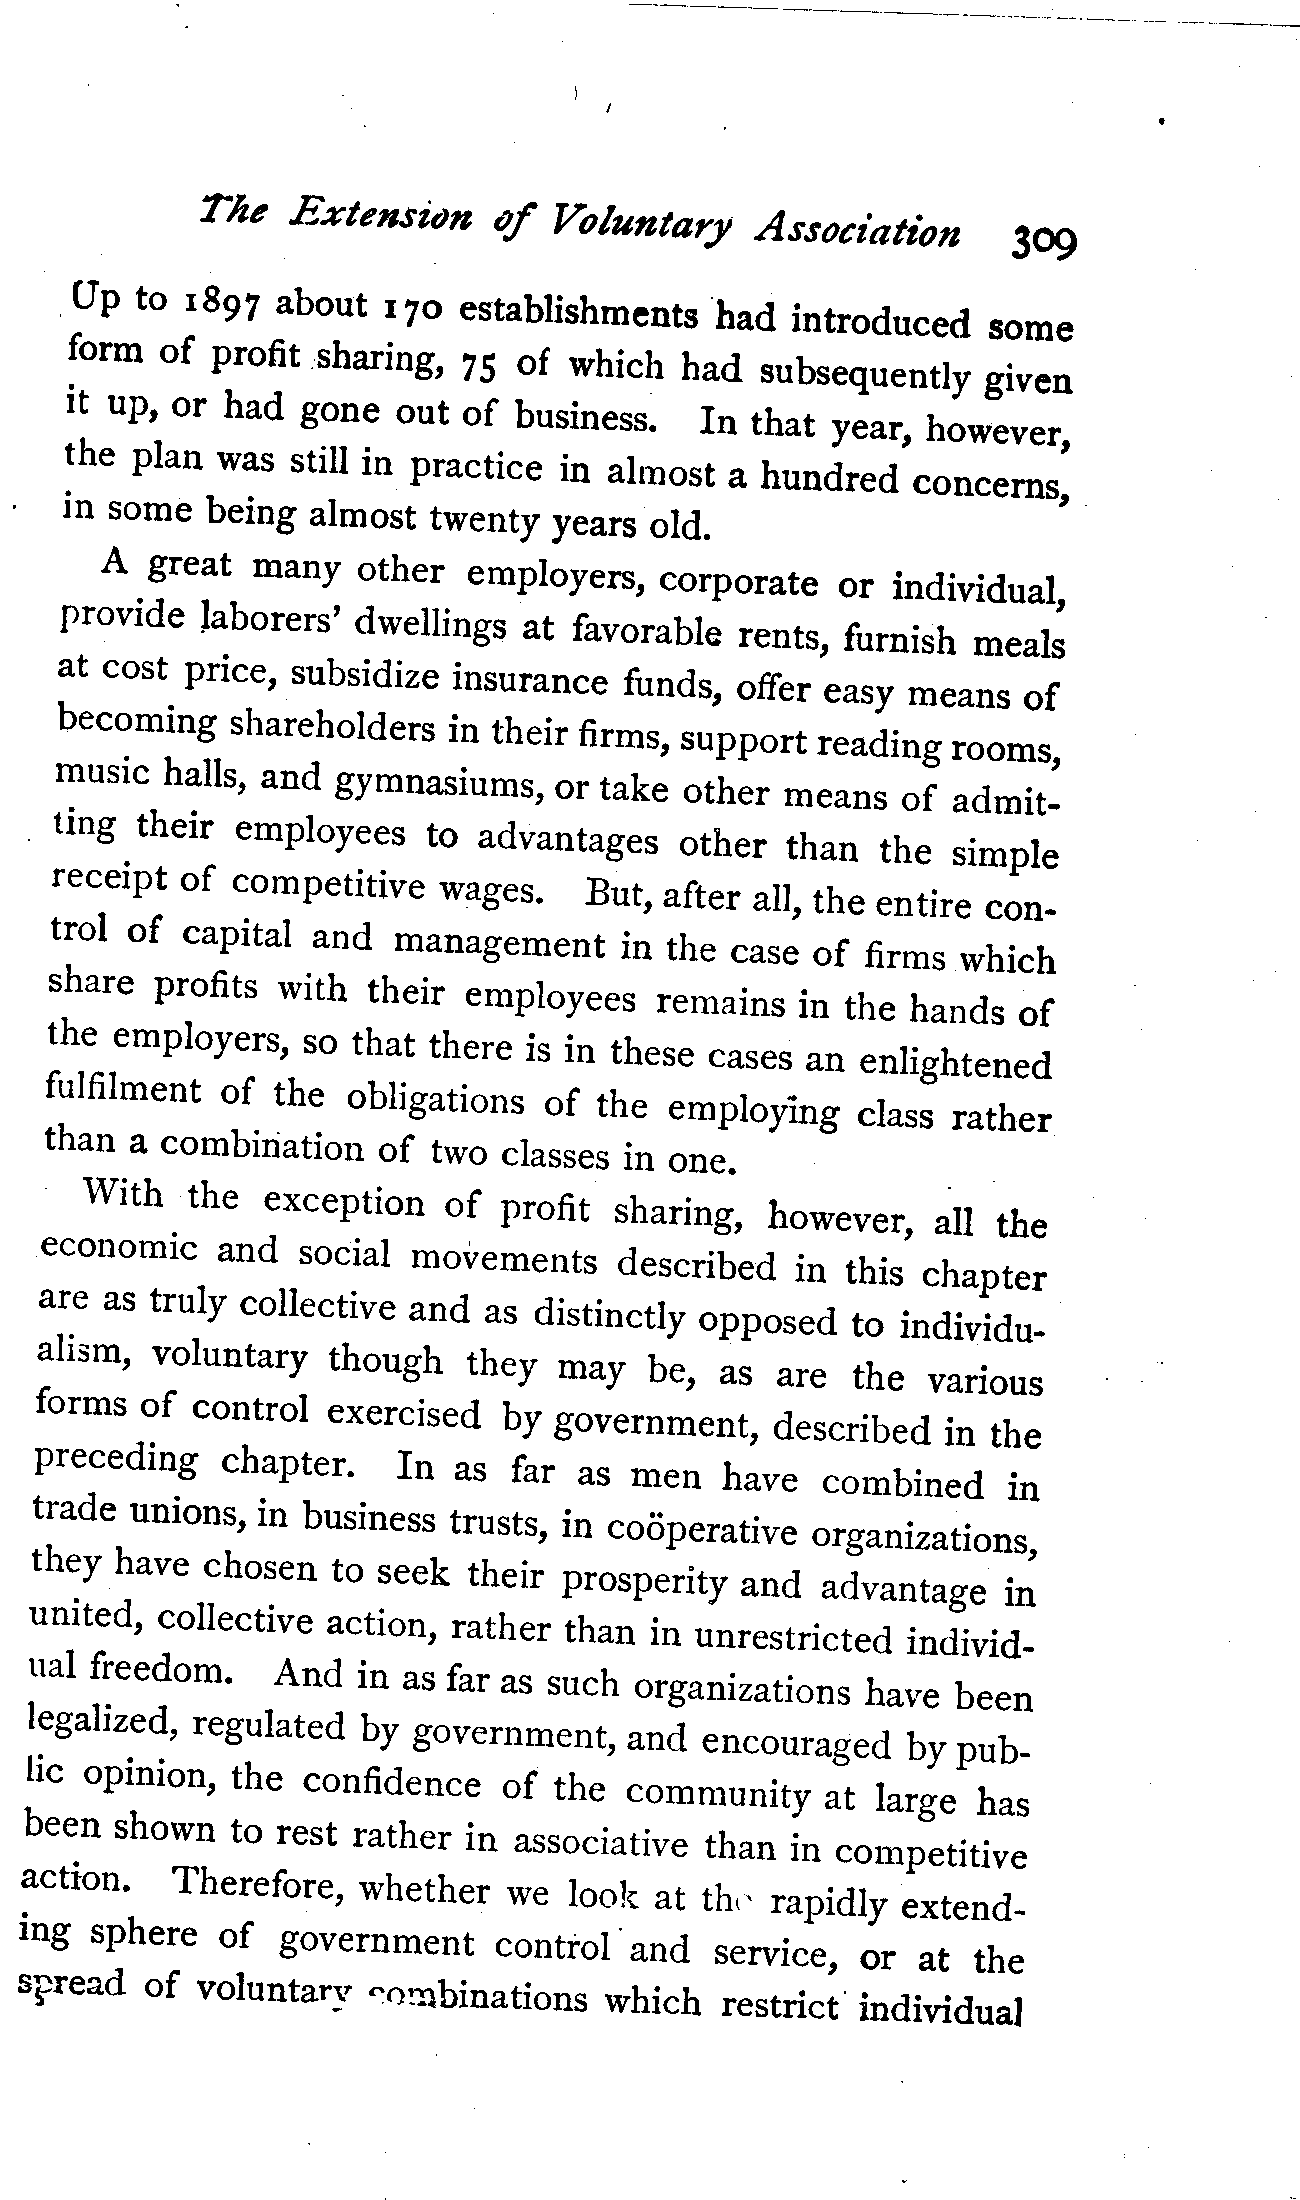 The Extension of Voluntary Association 309
Up to 1897 about 170 establishments had introduced some
form of profit sharing, 75 of which had subsequently given
it up, or had gone out of business. In that year, however,
the plan was still in practice in almost a hundred concerns,
in some being almost twenty years old.
A great many other employers, corporate or individual,
provide laborers' dwellings at favorable rents, furnish meals
at cost price, subsidize insurance funds, offer easy means of
becoming shareholders in their firms, support reading rooms,
music halls, and gymnasiums, or take other means of admit-
ting their employees to advantages other than the simple
receipt of competitive wages. But, after all, the entire con-
trol of capital and management in the case of firms which
share profits with their employees remains in the hands of
the employers, so that there is in these cases an enlightened
fulfilment of the obligations of the employing class rather
than a combination of two classes in one.
With the exception of profit sharing, however, all the
economic and social movements described in this chapter
are as truly collective and as distinctly opposed to individu-
alism, voluntary though they may be, as are the various
forms of control exercised by government, described in the
preceding chapter. In as far as men have combined in
trade unions, in business trusts, in coöperative organizations,
they have chosen to seek their prosperity and advantage in
united, collective action, rather than in unrestricted individ-
ual freedom. And in as far as such organizations have been
legalized, regulated by government, and encouraged by pub-
lic opinion, the confidence of the community at large has
been shown to rest rather in associative than in competitive
action. Therefore, whether we look at the rapidly extend-
ing sphere of government control and service, or at the
spread of voluntary combinations which restrict individual